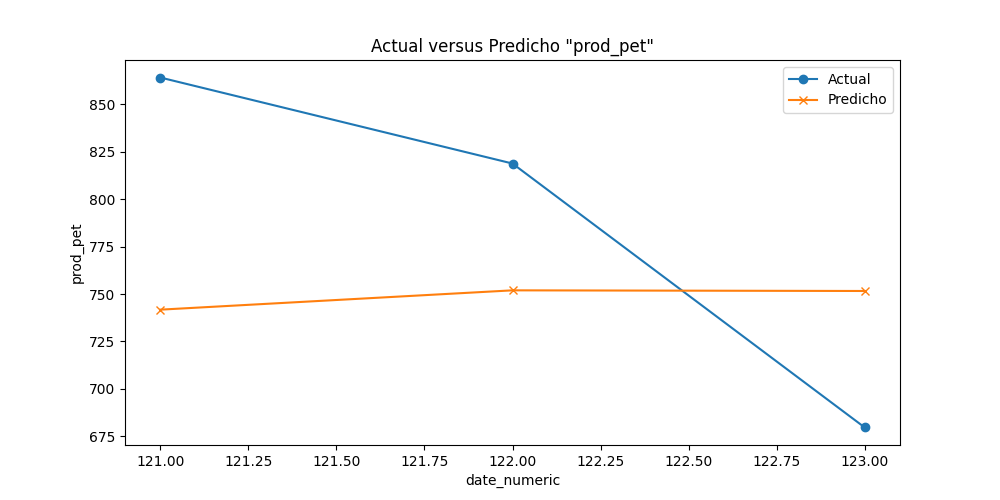 Actual versus Predicho "prod_pet"
Actual
Predicho
850
825
800
775
750
725
700
675
prod_pet
121.00 121.25 121.50 121.75 122.00 122.25 122.50 122.75 123.00
date_numeric